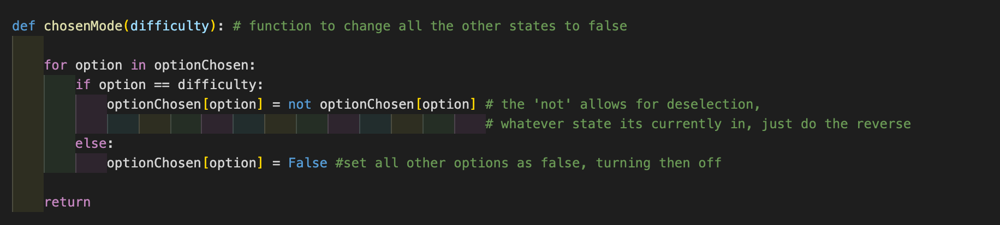 def chosenMode(difficulty): # function to change all the other states to false
for option in optionChosen:
if option == difficulty:
optionChosen[option] = not optionChosen[option] # the 'not' allows for deselection,
# whatever state its currently in, just do the reverse
else:
optionChosen[option] = False #set all other options as false, turning then off
return